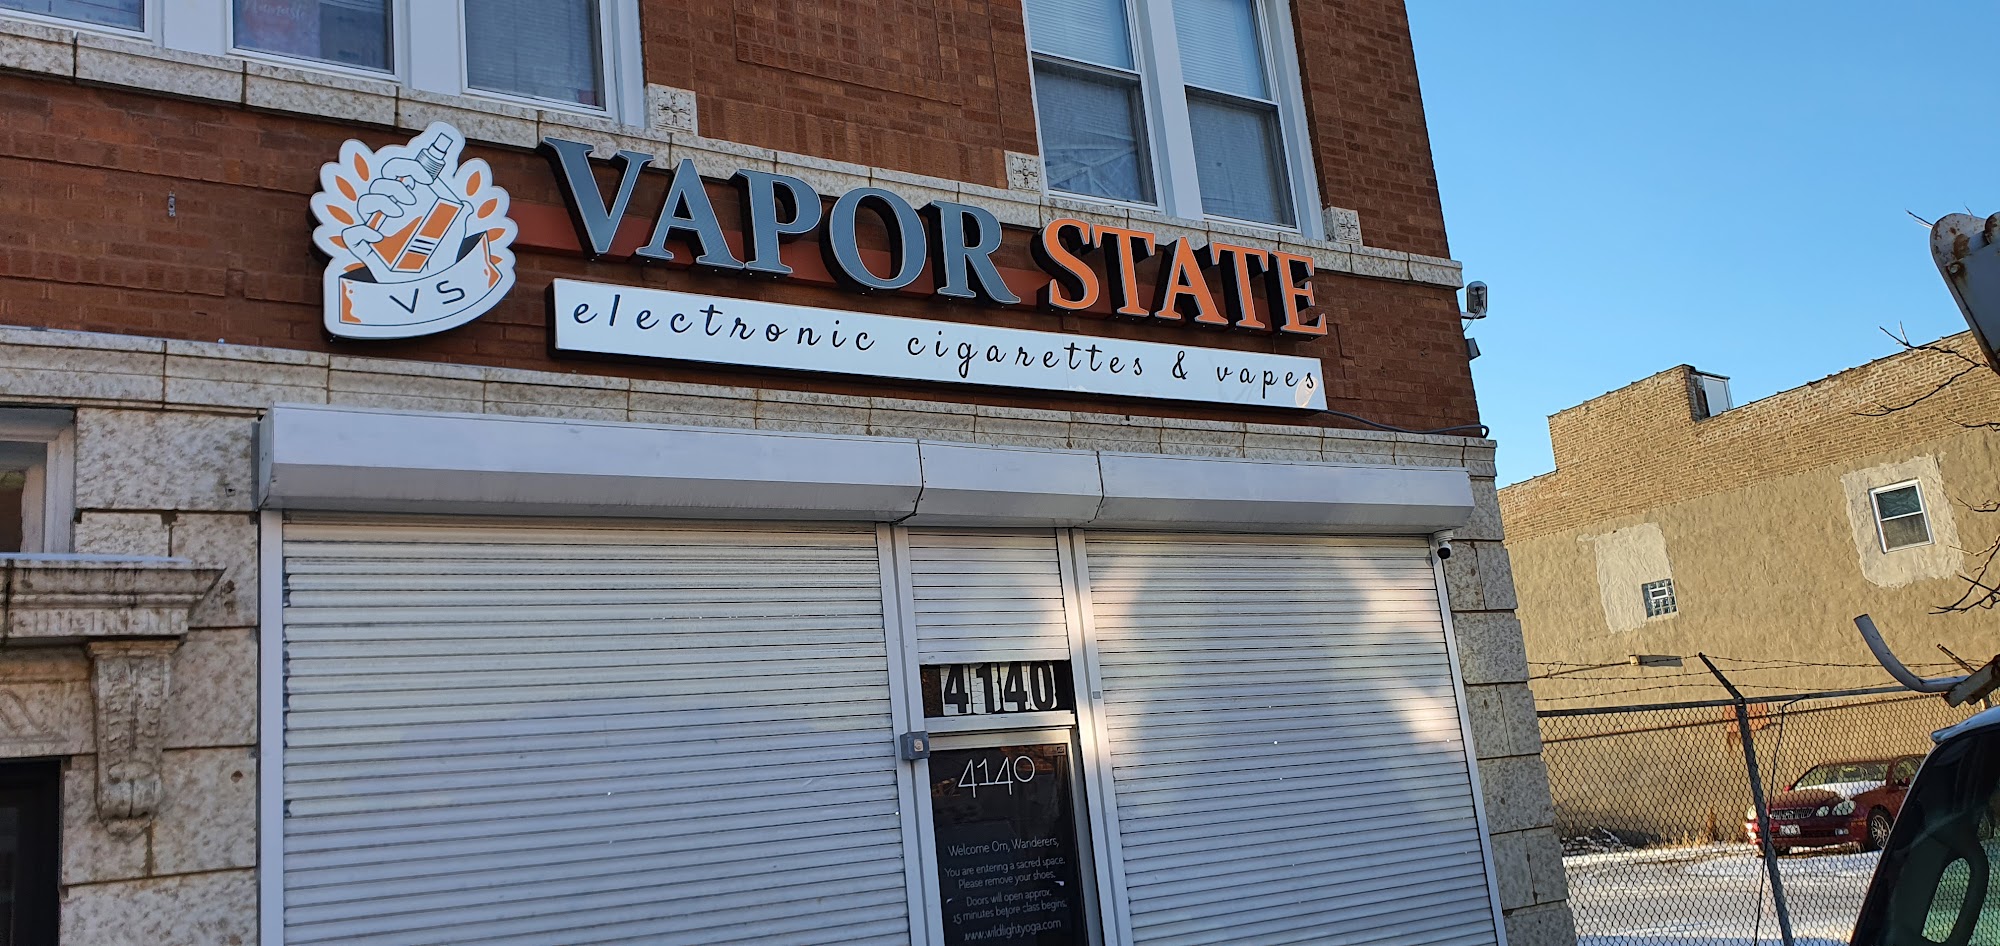 Namaste
VS
VAPOR STATE
electronic cigarettes & vapes
4140
4140
Welcome Om, Wanderers,
You are entering a sacred space.
Please remove your shoes.
Doors will open approx.
15 minutes before class begins.
www.wildlightyoga.com